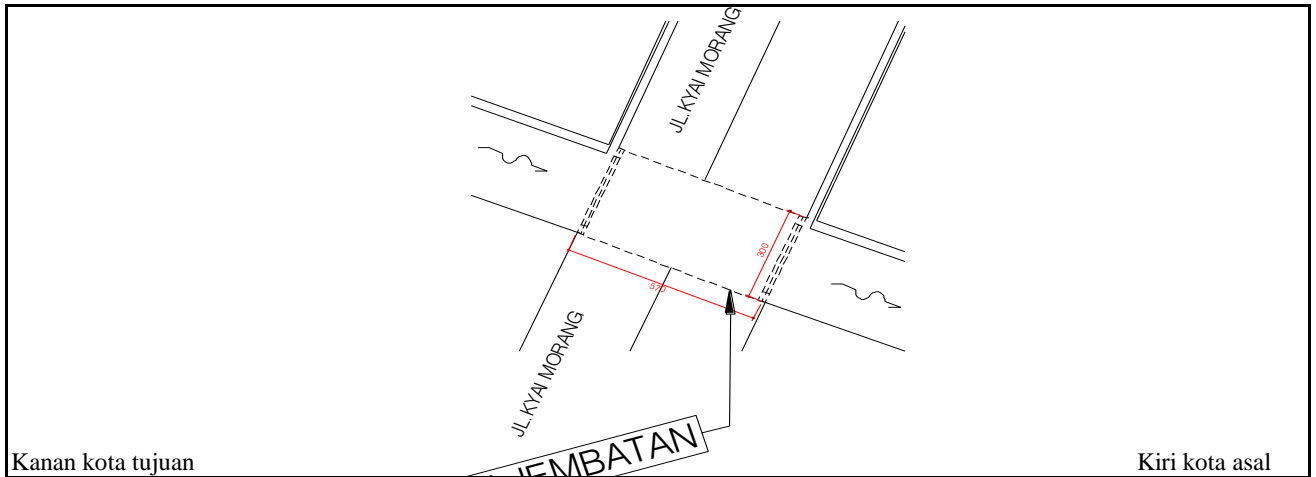 JL.KYAI MORANG
300
570
JL.KYAI MORANG
JEMBATAN
Kanan kota tujuan
Kiri kota asal